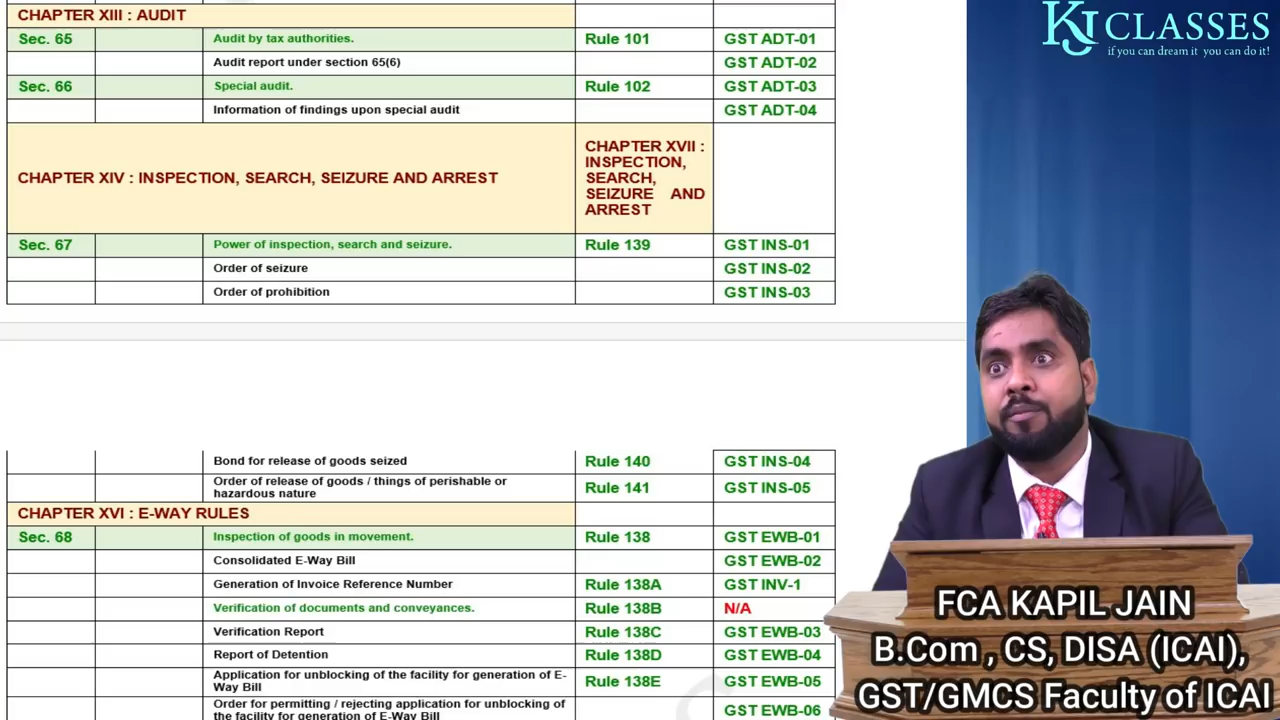 CHAPTER XIII : AUDIT
Sec. 65 Audit by tax authorities. Rule 101 GST ADT-01
Audit report under section 65(6) GST ADT-02
Sec. 66 Special audit. Rule 102 GST ADT-03
Information of findings upon special audit GST ADT-04
CHAPTER XIV : INSPECTION, SEARCH, SEIZURE AND ARREST
CHAPTER XVII :
INSPECTION,
SEARCH,
SEIZURE AND
ARREST
Sec. 67 Power of inspection, search and seizure. Rule 139 GST INS-01
Order of seizure GST INS-02
Order of prohibition GST INS-03
Bond for release of goods seized Rule 140 GST INS-04
Order of release of goods / things of perishable or
hazardous nature Rule 141 GST INS-05
CHAPTER XVI : E-WAY RULES
Sec. 68 Inspection of goods in movement. Rule 138 GST EWB-01
Consolidated E-Way Bill GST EWB-02
Generation of Invoice Reference Number Rule 138A GST INV-1
Verification of documents and conveyances. Rule 138B N/A
Verification Report Rule 138C GST EWB-03
Report of Detention Rule 138D GST EWB-04
Application for unblocking of the facility for generation of E-
Way Bill Rule 138E GST EWB-05
Order for permitting / rejecting application for unblocking of
the facility for generation of E-Way Bill GST EWB-06
KJ CLASSES
if you can dream it you can do it!
FCA KAPIL JAIN
B.Com , CS, DISA (ICAI),
GST/GMCS Faculty of ICAI